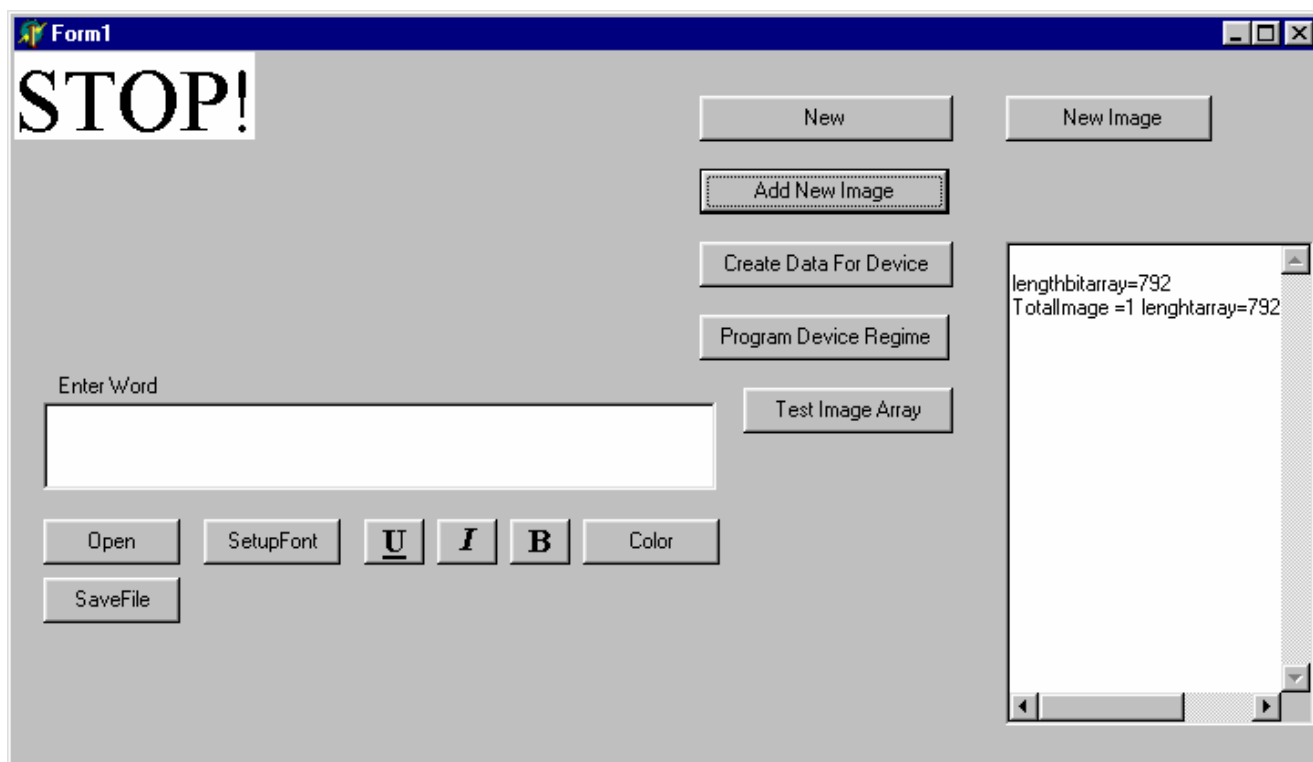 Form1
STOP!
New
New Image
Add New Image
Create Data For Device
lengthbitarray=792
TotalImage =1 lenghtarray=792
Program Device Regime
Enter Word
Test Image Array
Open
SetupFont
U
I
B
Color
SaveFile